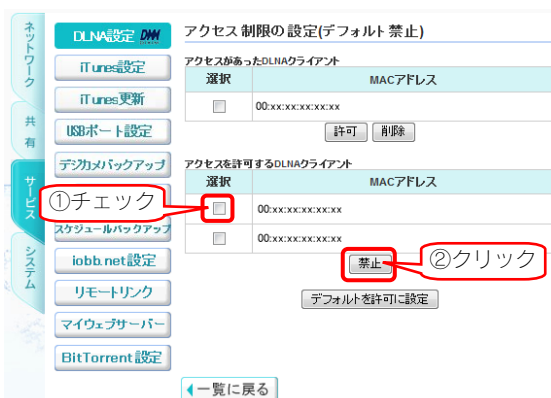 ネットワーク
共有
サービス
システム
DLNA設定
iTunes設定
iTunes更新
USBポート設定
デジカメバックアップ
スケジュールバックアップ
iobb.net設定
リモートリンク
マイウェブサーバー
BitTorrent設定
アクセス制限の設定(デフォルト禁止)
アクセスがあったDLNAクライアント
選択 MACアドレス
00:xx:xx:xx:xx:xx
許可 削除
アクセスを許可するDLNAクライアント
選択 MACアドレス
①チェック
00:xx:xx:xx:xx:xx
00:xx:xx:xx:xx:xx
禁止
②クリック
デフォルトを許可に設定
一覧に戻る